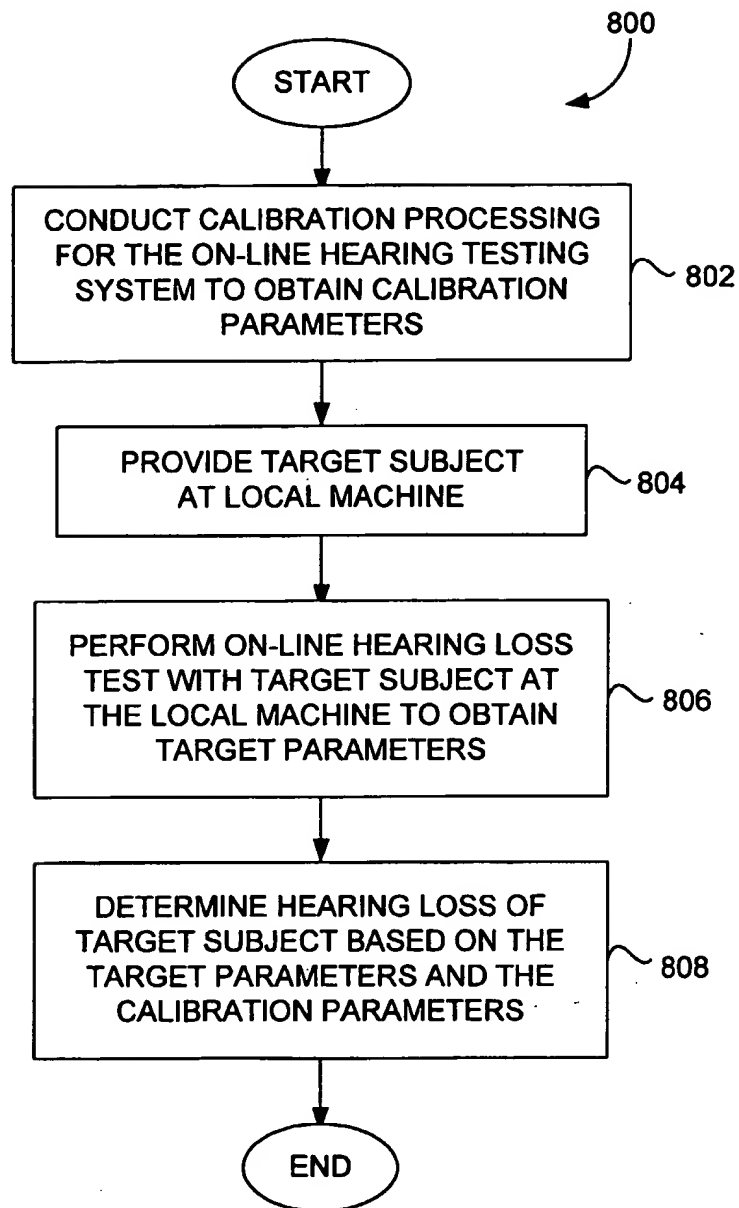 800
START
CONDUCT CALIBRATION PROCESSING
FOR THE ON-LINE HEARING TESTING
SYSTEM TO OBTAIN CALIBRATION
PARAMETERS
802
PROVIDE TARGET SUBJECT
AT LOCAL MACHINE
804
PERFORM ON-LINE HEARING LOSS
TEST WITH TARGET SUBJECT AT
THE LOCAL MACHINE TO OBTAIN
TARGET PARAMETERS
806
DETERMINE HEARING LOSS OF
TARGET SUBJECT BASED ON THE
TARGET PARAMETERS AND THE
CALIBRATION PARAMETERS
808
END